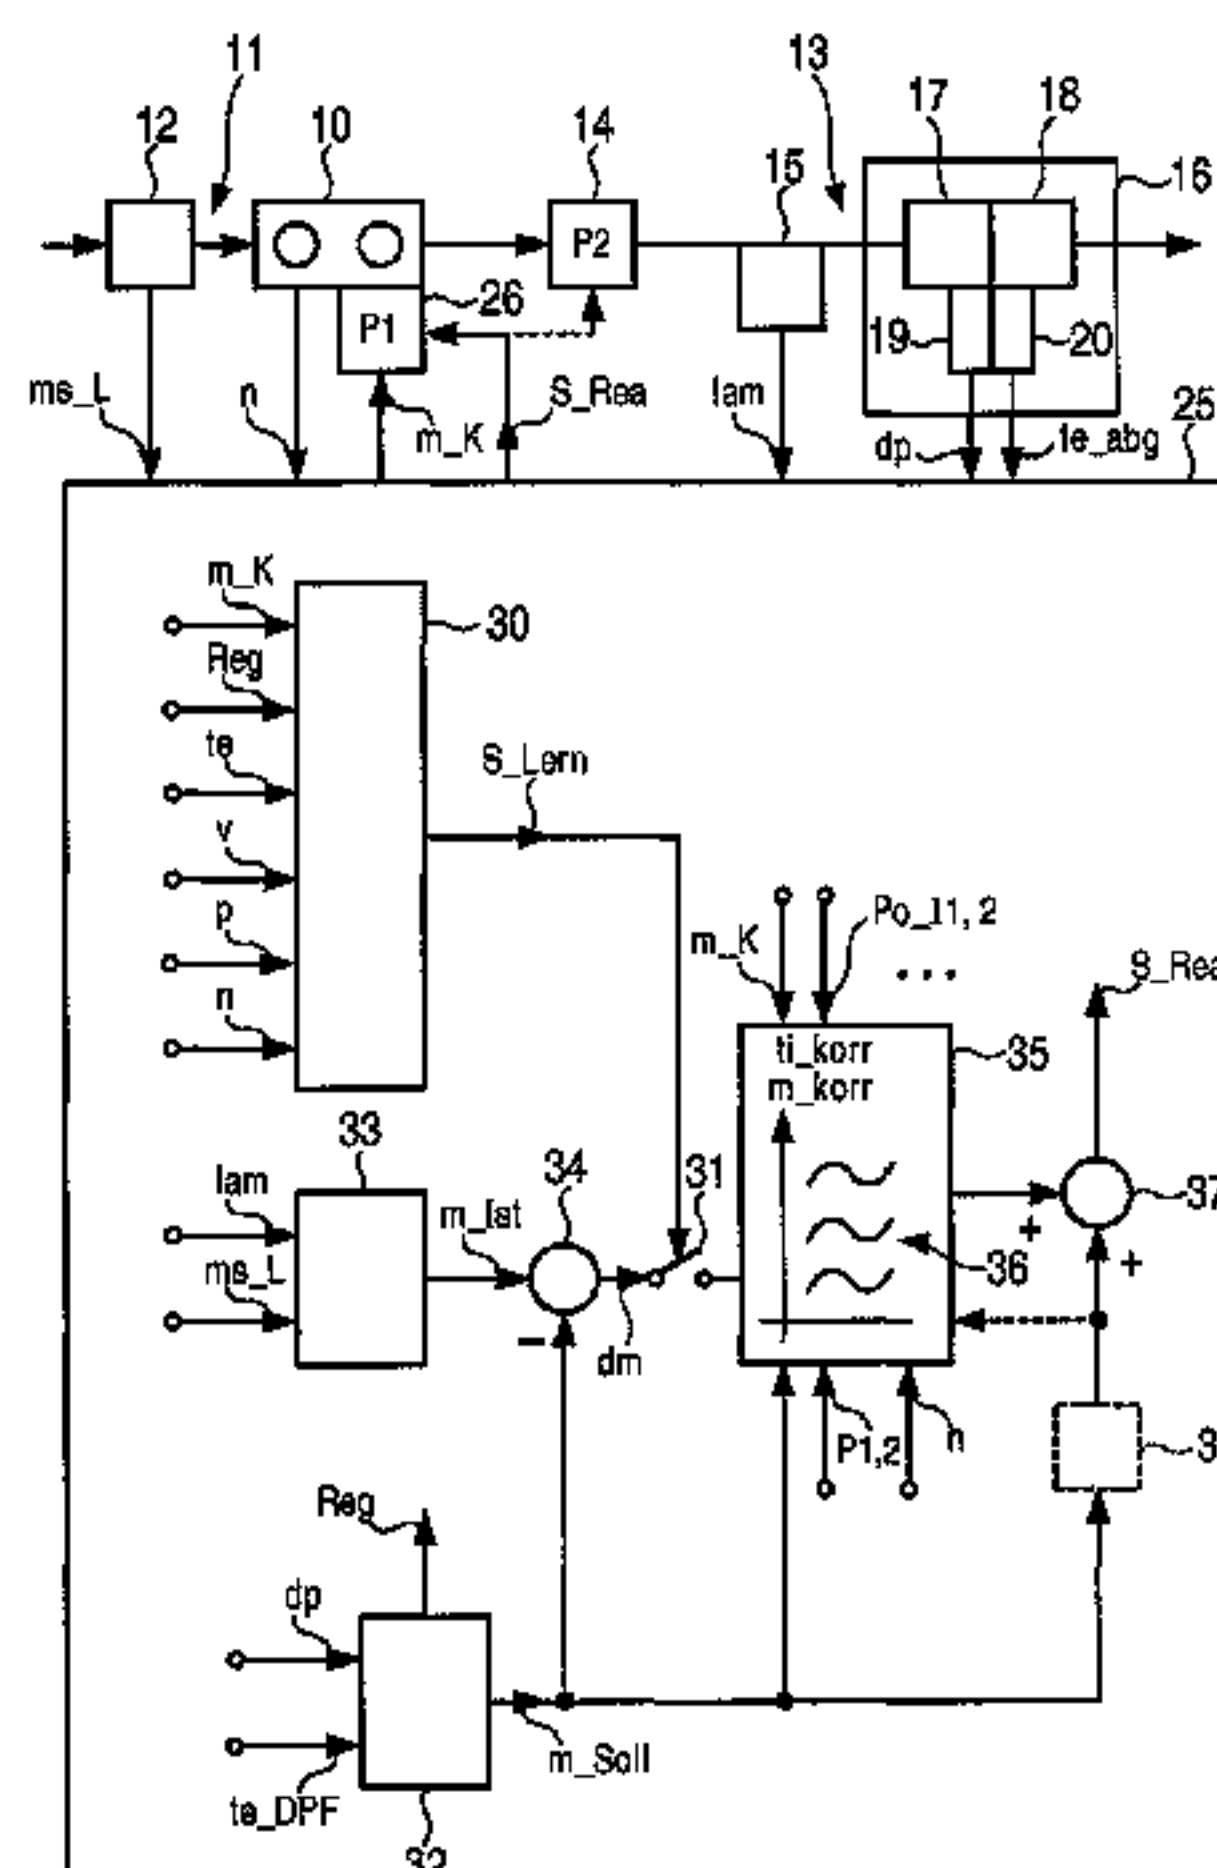 11
13
12
10
14
17
18
15
16
P2
26
P1
19
20
ms_L
n
m_K
S_Rea
lam
dp
te_abg
25
m_K
30
Reg
te
S_Lern
v
p
m_K
Po_I1, 2
...
S_Rea
n
ti_korr
m_korr
35
33
34
31
lam
m_Ist
37
+
ms_L
36
+
−
dm
P1,2
n
Reg
dp
m_Soll
te_DPF
32